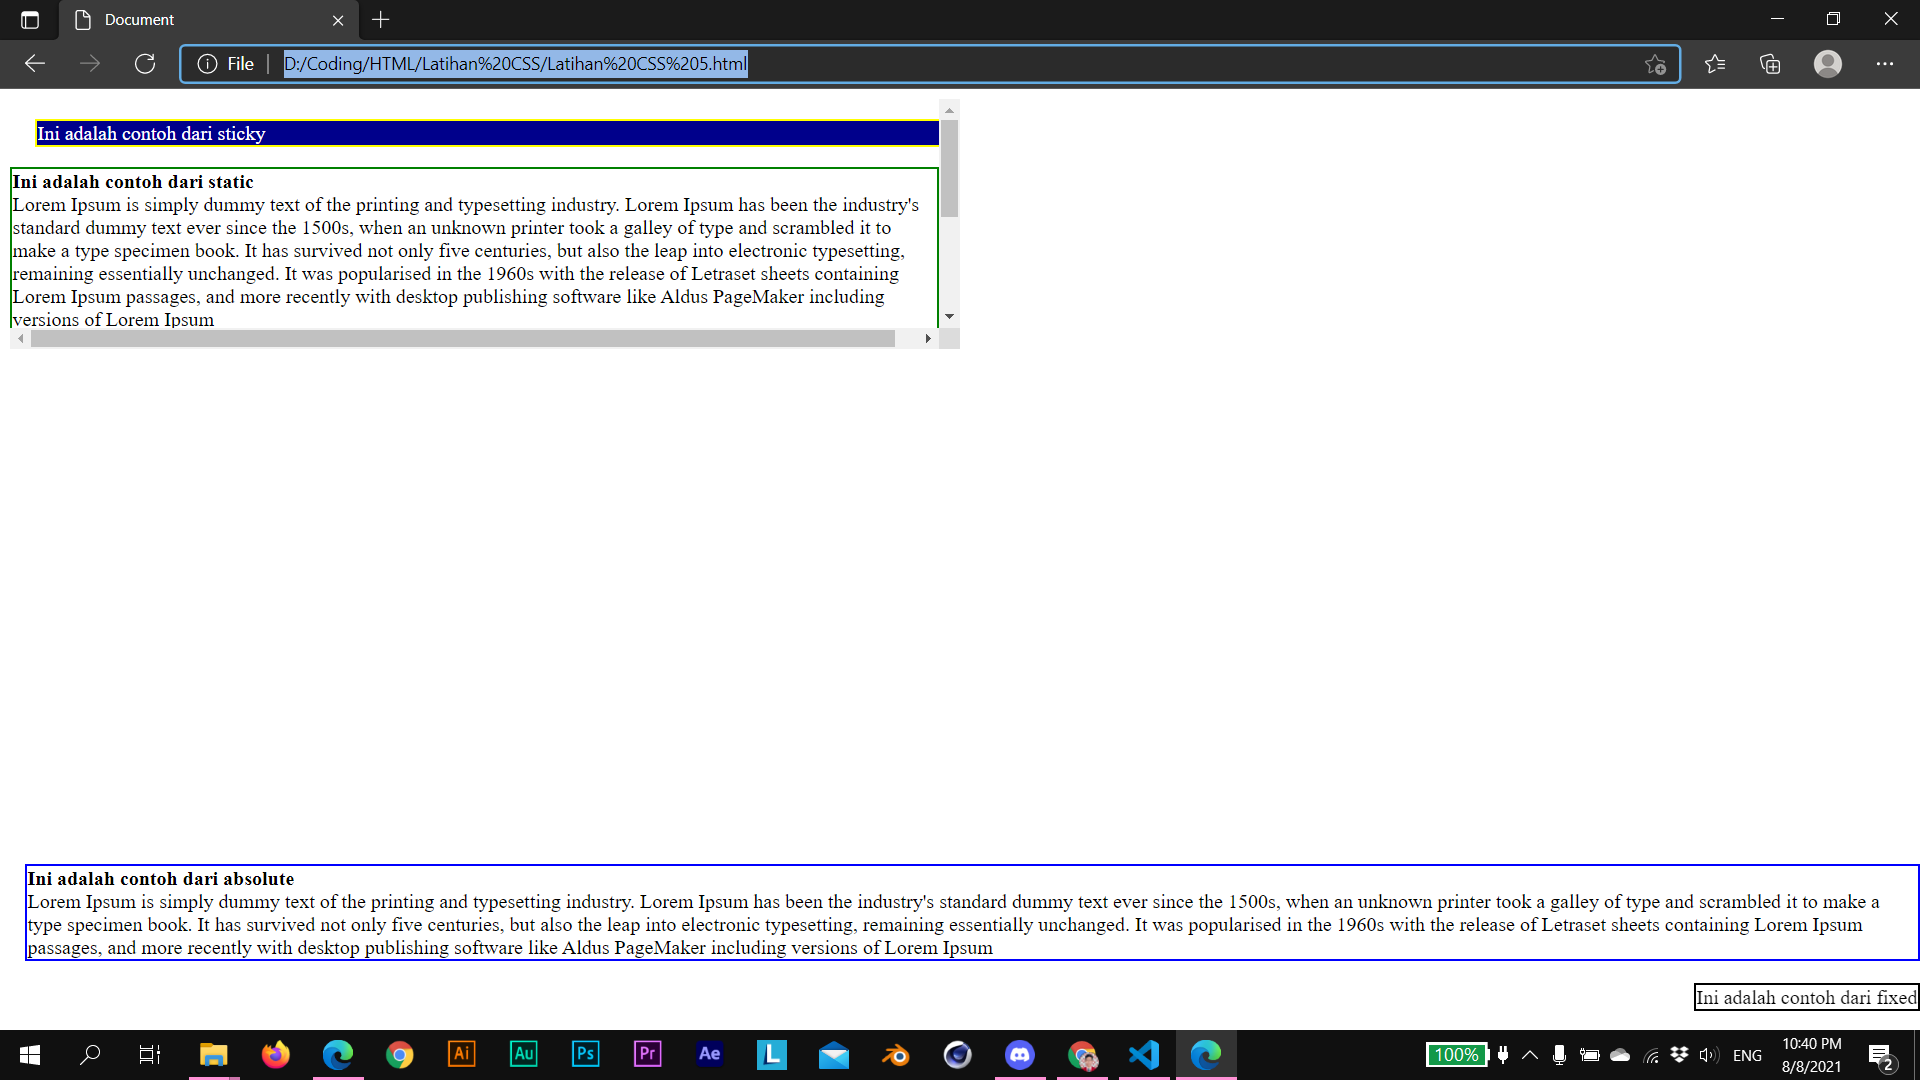 Document
File
D:/Coding/HTML/Latihan%20CSS/Latihan%20CSS%205.html
Ini adalah contoh dari sticky
Ini adalah contoh dari static
Lorem Ipsum is simply dummy text of the printing and typesetting industry. Lorem Ipsum has been the industry's
standard dummy text ever since the 1500s, when an unknown printer took a galley of type and scrambled it to
make a type specimen book. It has survived not only five centuries, but also the leap into electronic typesetting,
remaining essentially unchanged. It was popularised in the 1960s with the release of Letraset sheets containing
Lorem Ipsum passages, and more recently with desktop publishing software like Aldus PageMaker including
versions of Lorem Ipsum
Ini adalah contoh dari absolute
Lorem Ipsum is simply dummy text of the printing and typesetting industry. Lorem Ipsum has been the industry's standard dummy text ever since the 1500s, when an unknown printer took a galley of type and scrambled it to make a
type specimen book. It has survived not only five centuries, but also the leap into electronic typesetting, remaining essentially unchanged. It was popularised in the 1960s with the release of Letraset sheets containing Lorem Ipsum
passages, and more recently with desktop publishing software like Aldus PageMaker including versions of Lorem Ipsum
Ini adalah contoh dari fixed
Ai
Au
Ps
Pr
Ae
L
100%
ENG
10:40 PM
8/8/2021
2